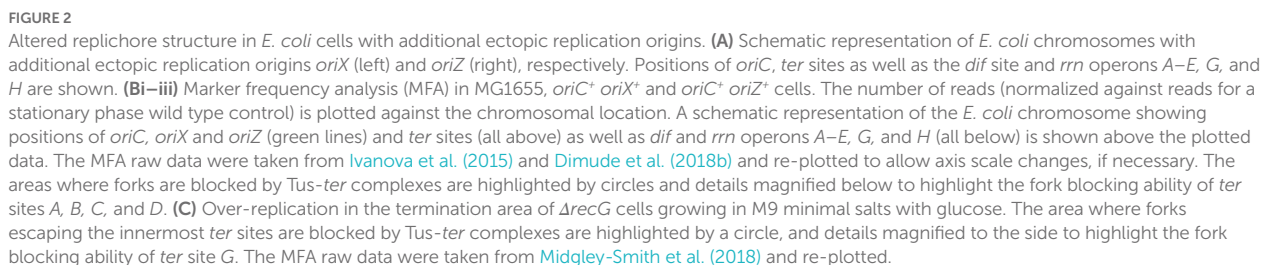 FIGURE 2
Altered replichore structure in E. coli cells with additional ectopic replication origins. (A) Schematic representation of E. coli chromosomes with
additional ectopic replication origins oriX (left) and oriZ (right), respectively. Positions of oriC, ter sites as well as the dif site and rrn operons A–E, G, and
H are shown. (Bi–iii) Marker frequency analysis (MFA) in MG1655, oriC⁺ oriX⁺ and oriC⁺ oriZ⁺ cells. The number of reads (normalized against reads for a
stationary phase wild type control) is plotted against the chromosomal location. A schematic representation of the E. coli chromosome showing
positions of oriC, oriX and oriZ (green lines) and ter sites (all above) as well as dif and rrn operons A–E, G, and H (all below) is shown above the plotted
data. The MFA raw data were taken from Ivanova et al. (2015) and Dimude et al. (2018b) and re-plotted to allow axis scale changes, if necessary. The
areas where forks are blocked by Tus-ter complexes are highlighted by circles and details magnified below to highlight the fork blocking ability of ter
sites A, B, C, and D. (C) Over-replication in the termination area of ΔrecG cells growing in M9 minimal salts with glucose. The area where forks
escaping the innermost ter sites are blocked by Tus-ter complexes are highlighted by a circle, and details magnified to the side to highlight the fork
blocking ability of ter site G. The MFA raw data were taken from Midgley-Smith et al. (2018) and re-plotted.